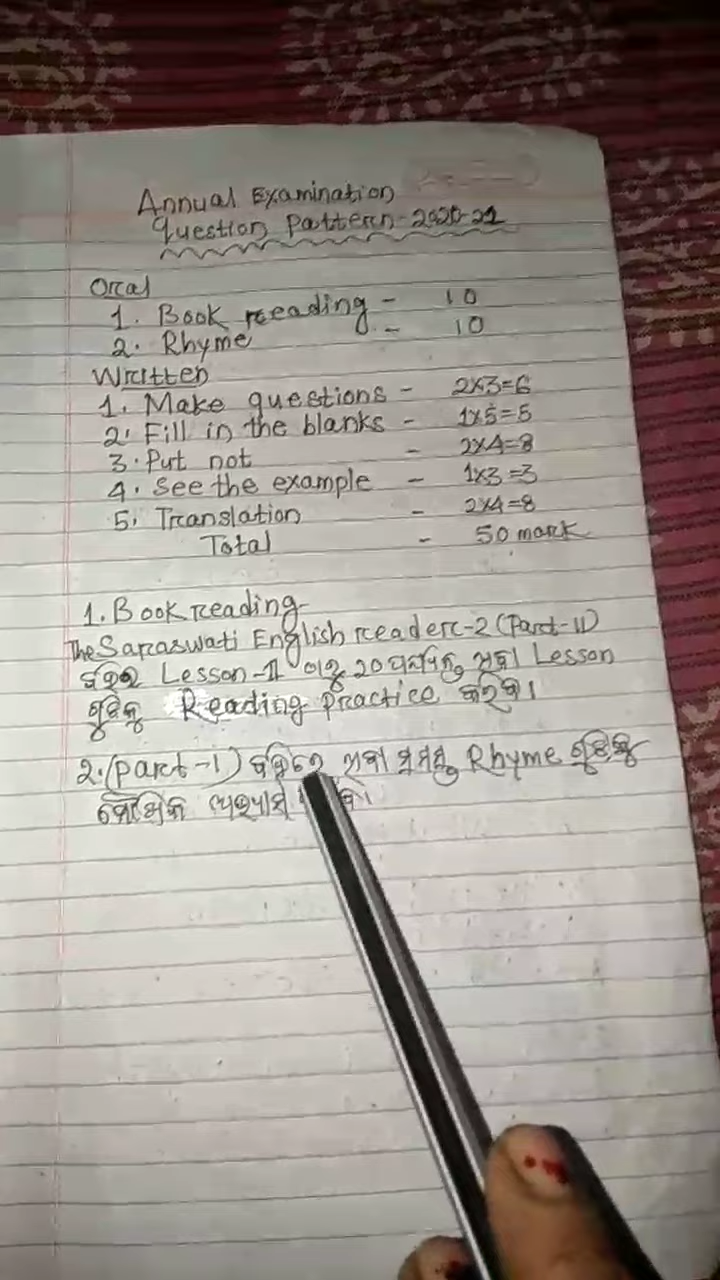 Annual Examination
Question Pattern-2020-21
Oral
1. Book reading - 10
2. Rhyme - 10
Written
1. Make questions - 2x3=6
2. Fill in the blanks - 1x5=5
3. Put not - 2x4=8
4. See the example - 1x3=3
5. Translation - 2x4=8
Total - 50 mark
1. Book reading
The Saraswati English reader-2 (Part-II)
ବହିର Lesson-11 ଠାରୁ 20 ପର୍ଯ୍ୟନ୍ତ ଥିବା Lesson
ଗୁଡିକୁ Reading practice କରିବା।
2. (Part-1) ବହିରେ ଥିବା ସମସ୍ତ Rhyme ଗୁଡିକୁ
ମୌଖିକ ଅଭ୍ୟାସ